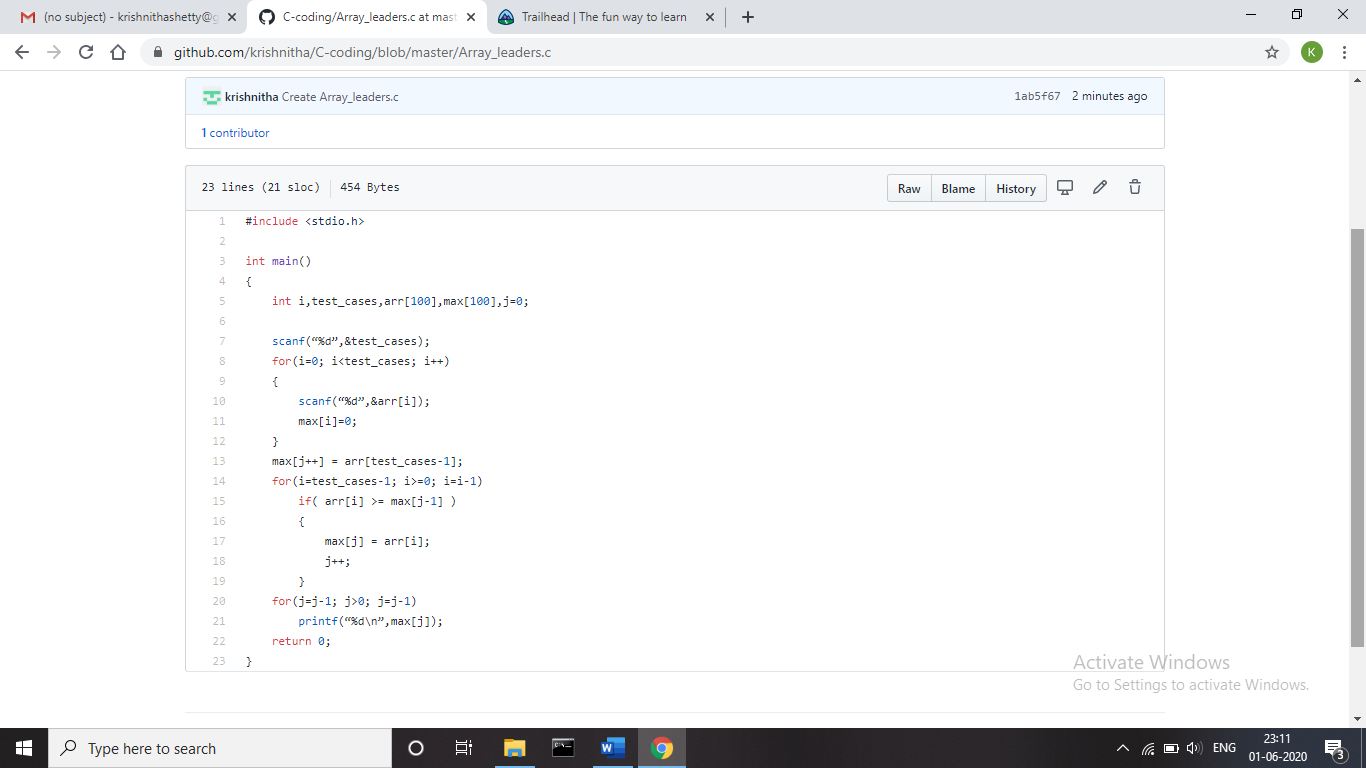 (no subject) - krishnithashetty@g
C-coding/Array_leaders.c at mast
Trailhead | The fun way to learn
github.com/krishnitha/C-coding/blob/master/Array_leaders.c
K
krishnitha Create Array_leaders.c
1ab5f67 2 minutes ago
1 contributor
23 lines (21 sloc) 454 Bytes
Raw Blame History
1 #include <stdio.h>
2
3 int main()
4 {
5     int i,test_cases,arr[100],max[100],j=0;
6
7     scanf(“%d”,&test_cases);
8     for(i=0; i<test_cases; i++)
9     {
10         scanf(“%d”,&arr[i]);
11         max[i]=0;
12     }
13     max[j++] = arr[test_cases-1];
14     for(i=test_cases-1; i>=0; i=i-1)
15         if( arr[i] >= max[j-1] )
16         {
17             max[j] = arr[i];
18             j++;
19         }
20     for(j=j-1; j>0; j=j-1)
21         printf(“%d\n”,max[j]);
22     return 0;
23 }
Activate Windows
Go to Settings to activate Windows.
Type here to search
W
ENG
23:11
01-06-2020
3